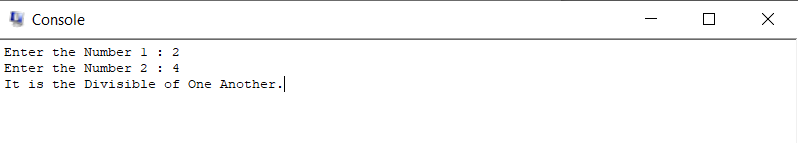 Console
Enter the Number 1 : 2
Enter the Number 2 : 4
It is the Divisible of One Another.